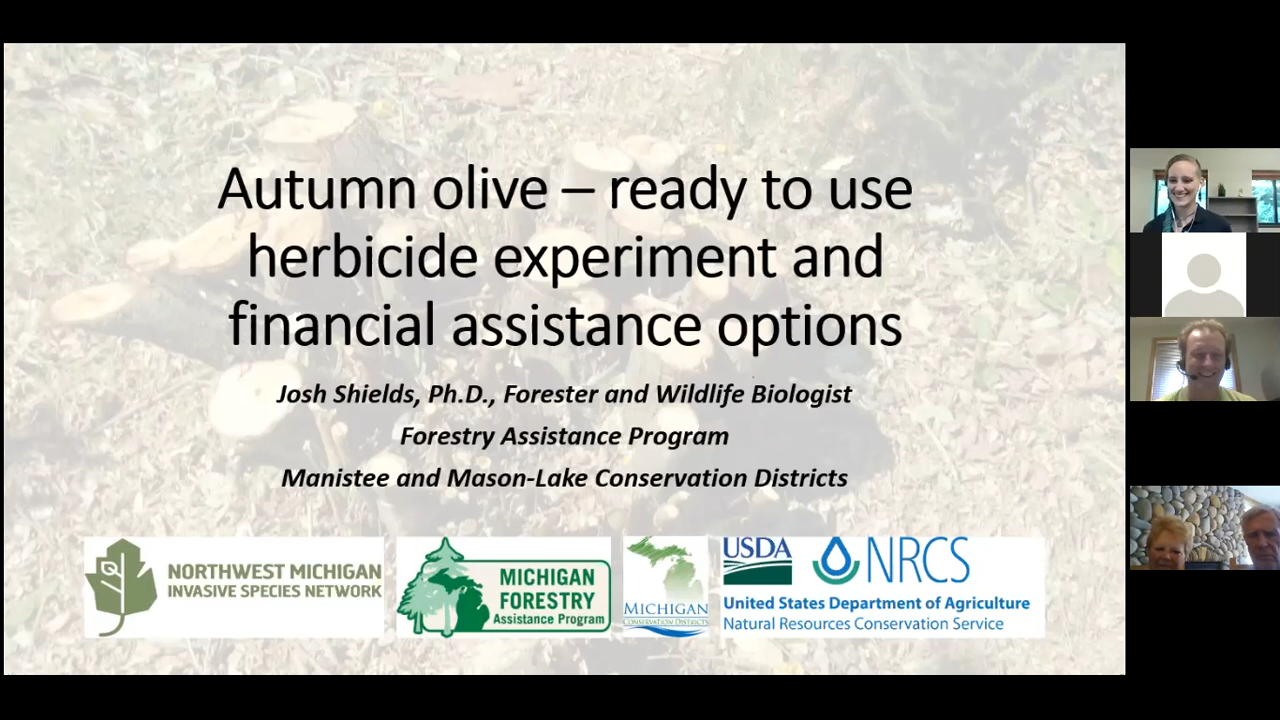 Autumn olive – ready to use
herbicide experiment and
financial assistance options
Josh Shields, Ph.D., Forester and Wildlife Biologist
Forestry Assistance Program
Manistee and Mason-Lake Conservation Districts
NORTHWEST MICHIGAN
INVASIVE SPECIES NETWORK
MICHIGAN
FORESTRY
Assistance Program
MICHIGAN
CONSERVATION DISTRICTS
USDA
NRCS
United States Department of Agriculture
Natural Resources Conservation Service